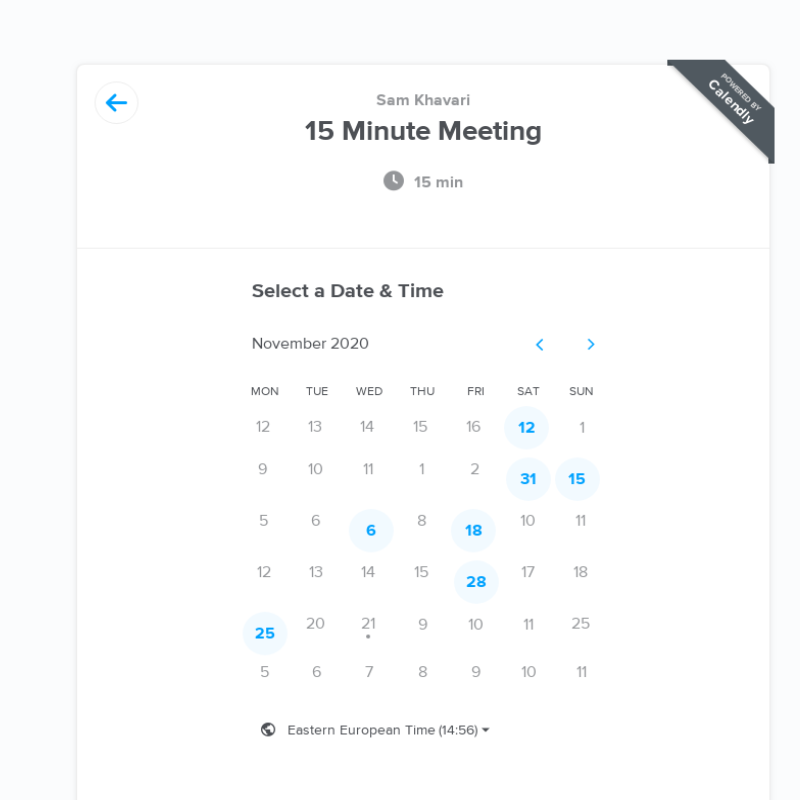 POWERED BY
Calendly
Sam Khavari
15 Minute Meeting
15 min
Select a Date & Time
November 2020
MON TUE WED THU FRI SAT SUN
12 13 14 15 16 12 1
9 10 11 1 2 31 15
5 6 6 8 18 10 11
12 13 14 15 28 17 18
25 20 21 9 10 11 25
5 6 7 8 9 10 11
Eastern European Time (14:56)